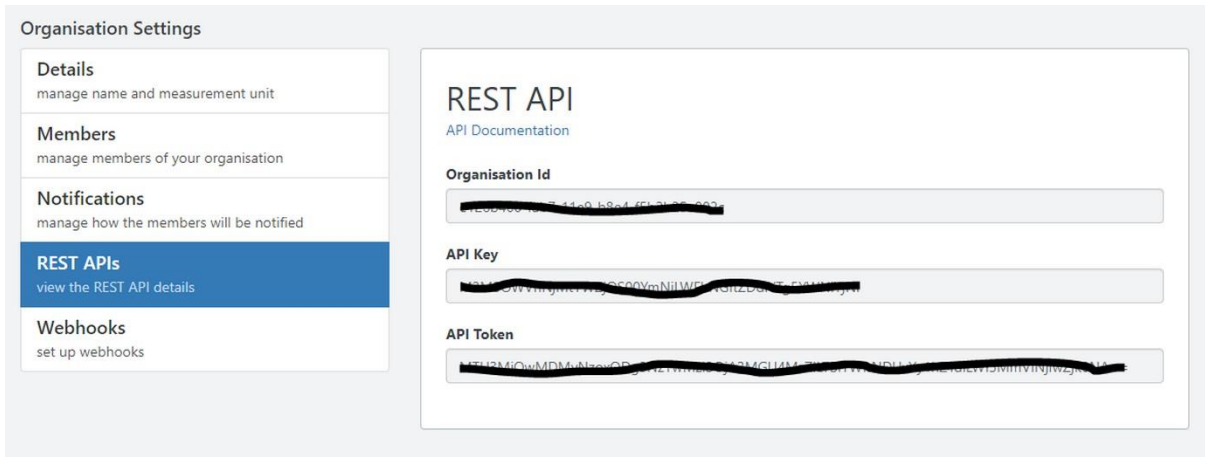 Organisation Settings
Details
manage name and measurement unit
Members
manage members of your organisation
Notifications
manage how the members will be notified
REST APIs
view the REST API details
Webhooks
set up webhooks
REST API
API Documentation
Organisation Id
API Key
API Token